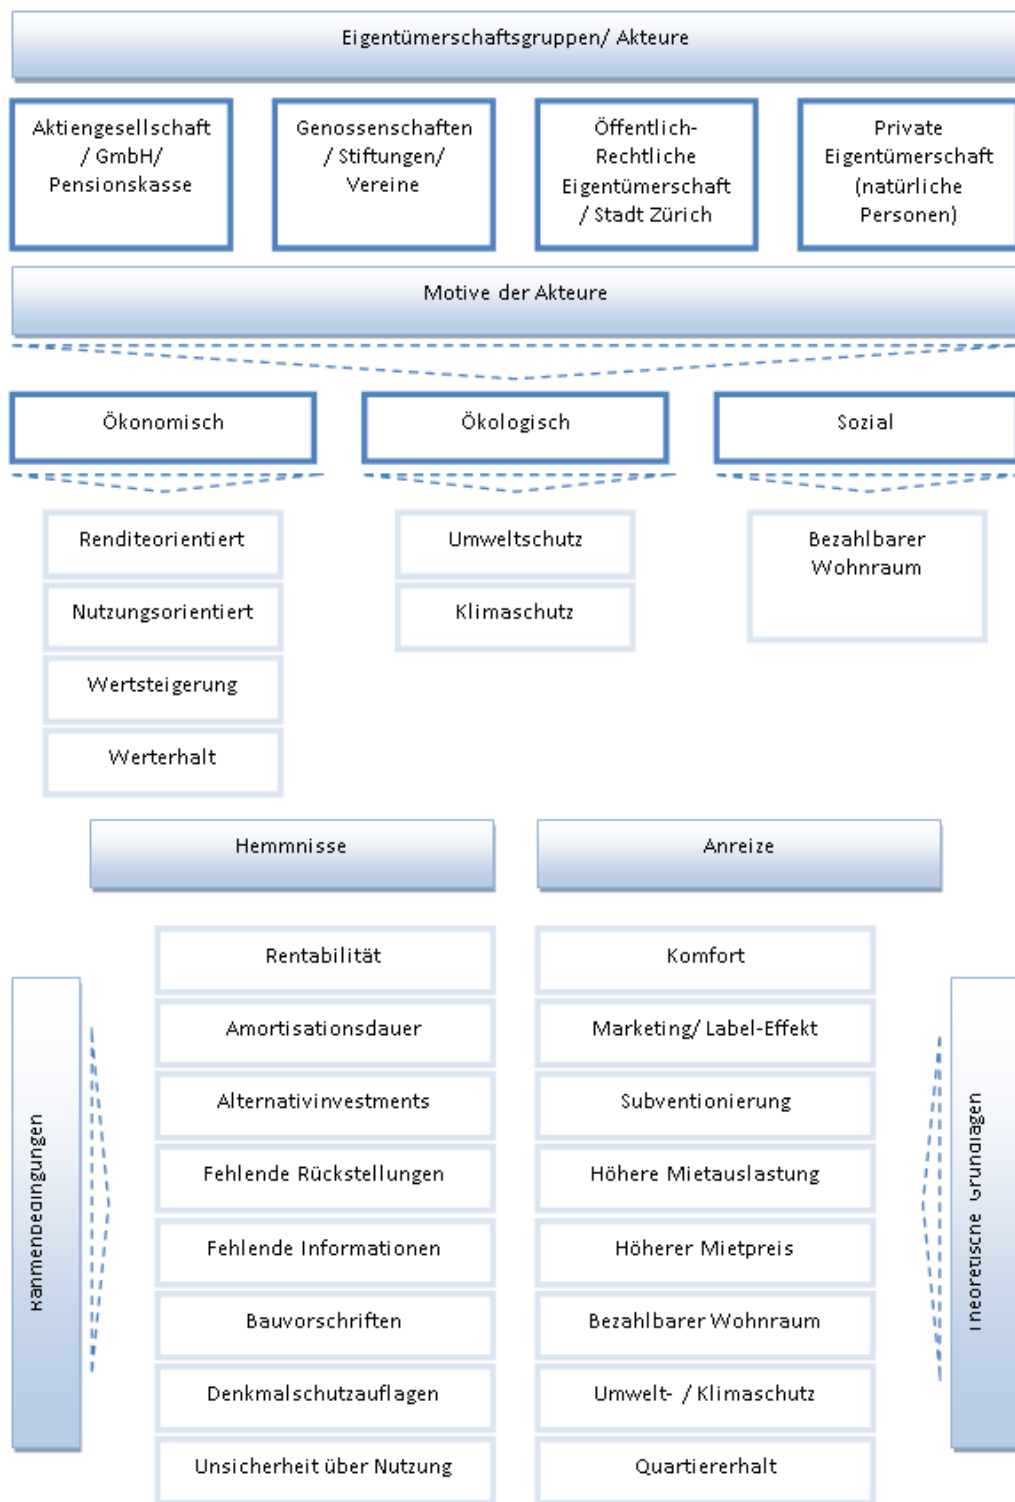 Eigentümerschaftsgruppen/ Akteure
Aktiengesellschaft
/ GmbH/
Pensionskasse
Genossenschaften
/ Stiftungen/
Vereine
Öffentlich-
Rechtliche
Eigentümerschaft
/ Stadt Zürich
Private
Eigentümerschaft
(natürliche
Personen)
Motive der Akteure
Ökonomisch
Ökologisch
Sozial
Renditeorientiert
Nutzungsorientiert
Wertsteigerung
Werterhalt
Umweltschutz
Klimaschutz
Bezahlbarer
Wohnraum
Hemmnisse
Anreize
Rahmenbedingungen
Rentabilität
Amortisationsdauer
Alternativinvestments
Fehlende Rückstellungen
Fehlende Informationen
Bauvorschriften
Denkmalschutzauflagen
Unsicherheit über Nutzung
Komfort
Marketing/ Label-Effekt
Subventionierung
Höhere Mietauslastung
Höherer Mietpreis
Bezahlbarer Wohnraum
Umwelt- / Klimaschutz
Quartiererhalt
Theoretische Grundlagen